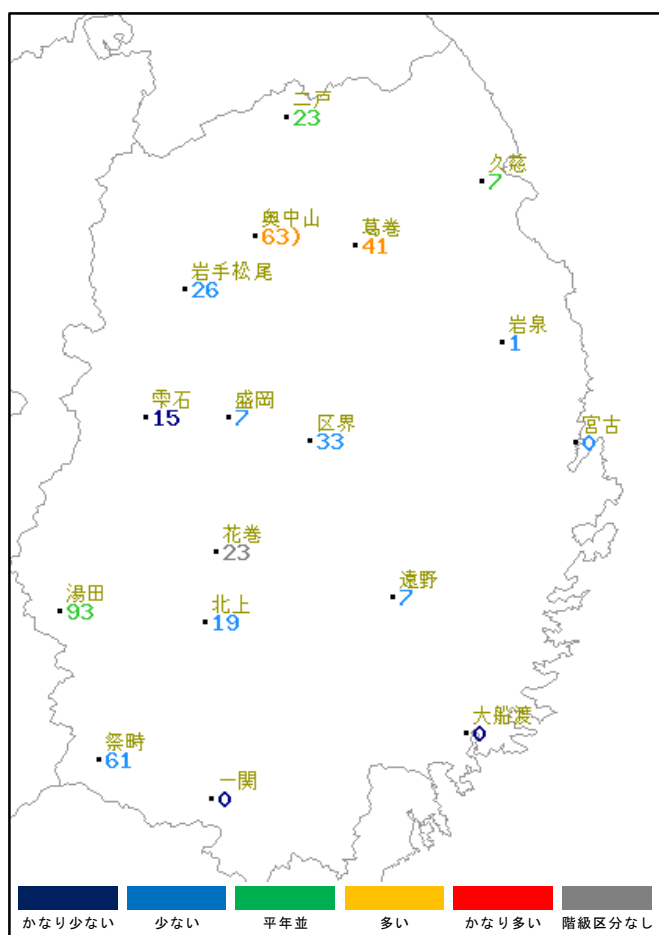 二戸
23
久慈
7
奥中山
63)
葛巻
41
岩手松尾
26
岩泉
1
雫石
15
盛岡
7
区界
33
宮古
0
花巻
23
湯田
93
北上
19
遠野
7
大船渡
0
祭畤
61
一関
0
かなり少ない
少ない
平年並
多い
かなり多い
階級区分なし